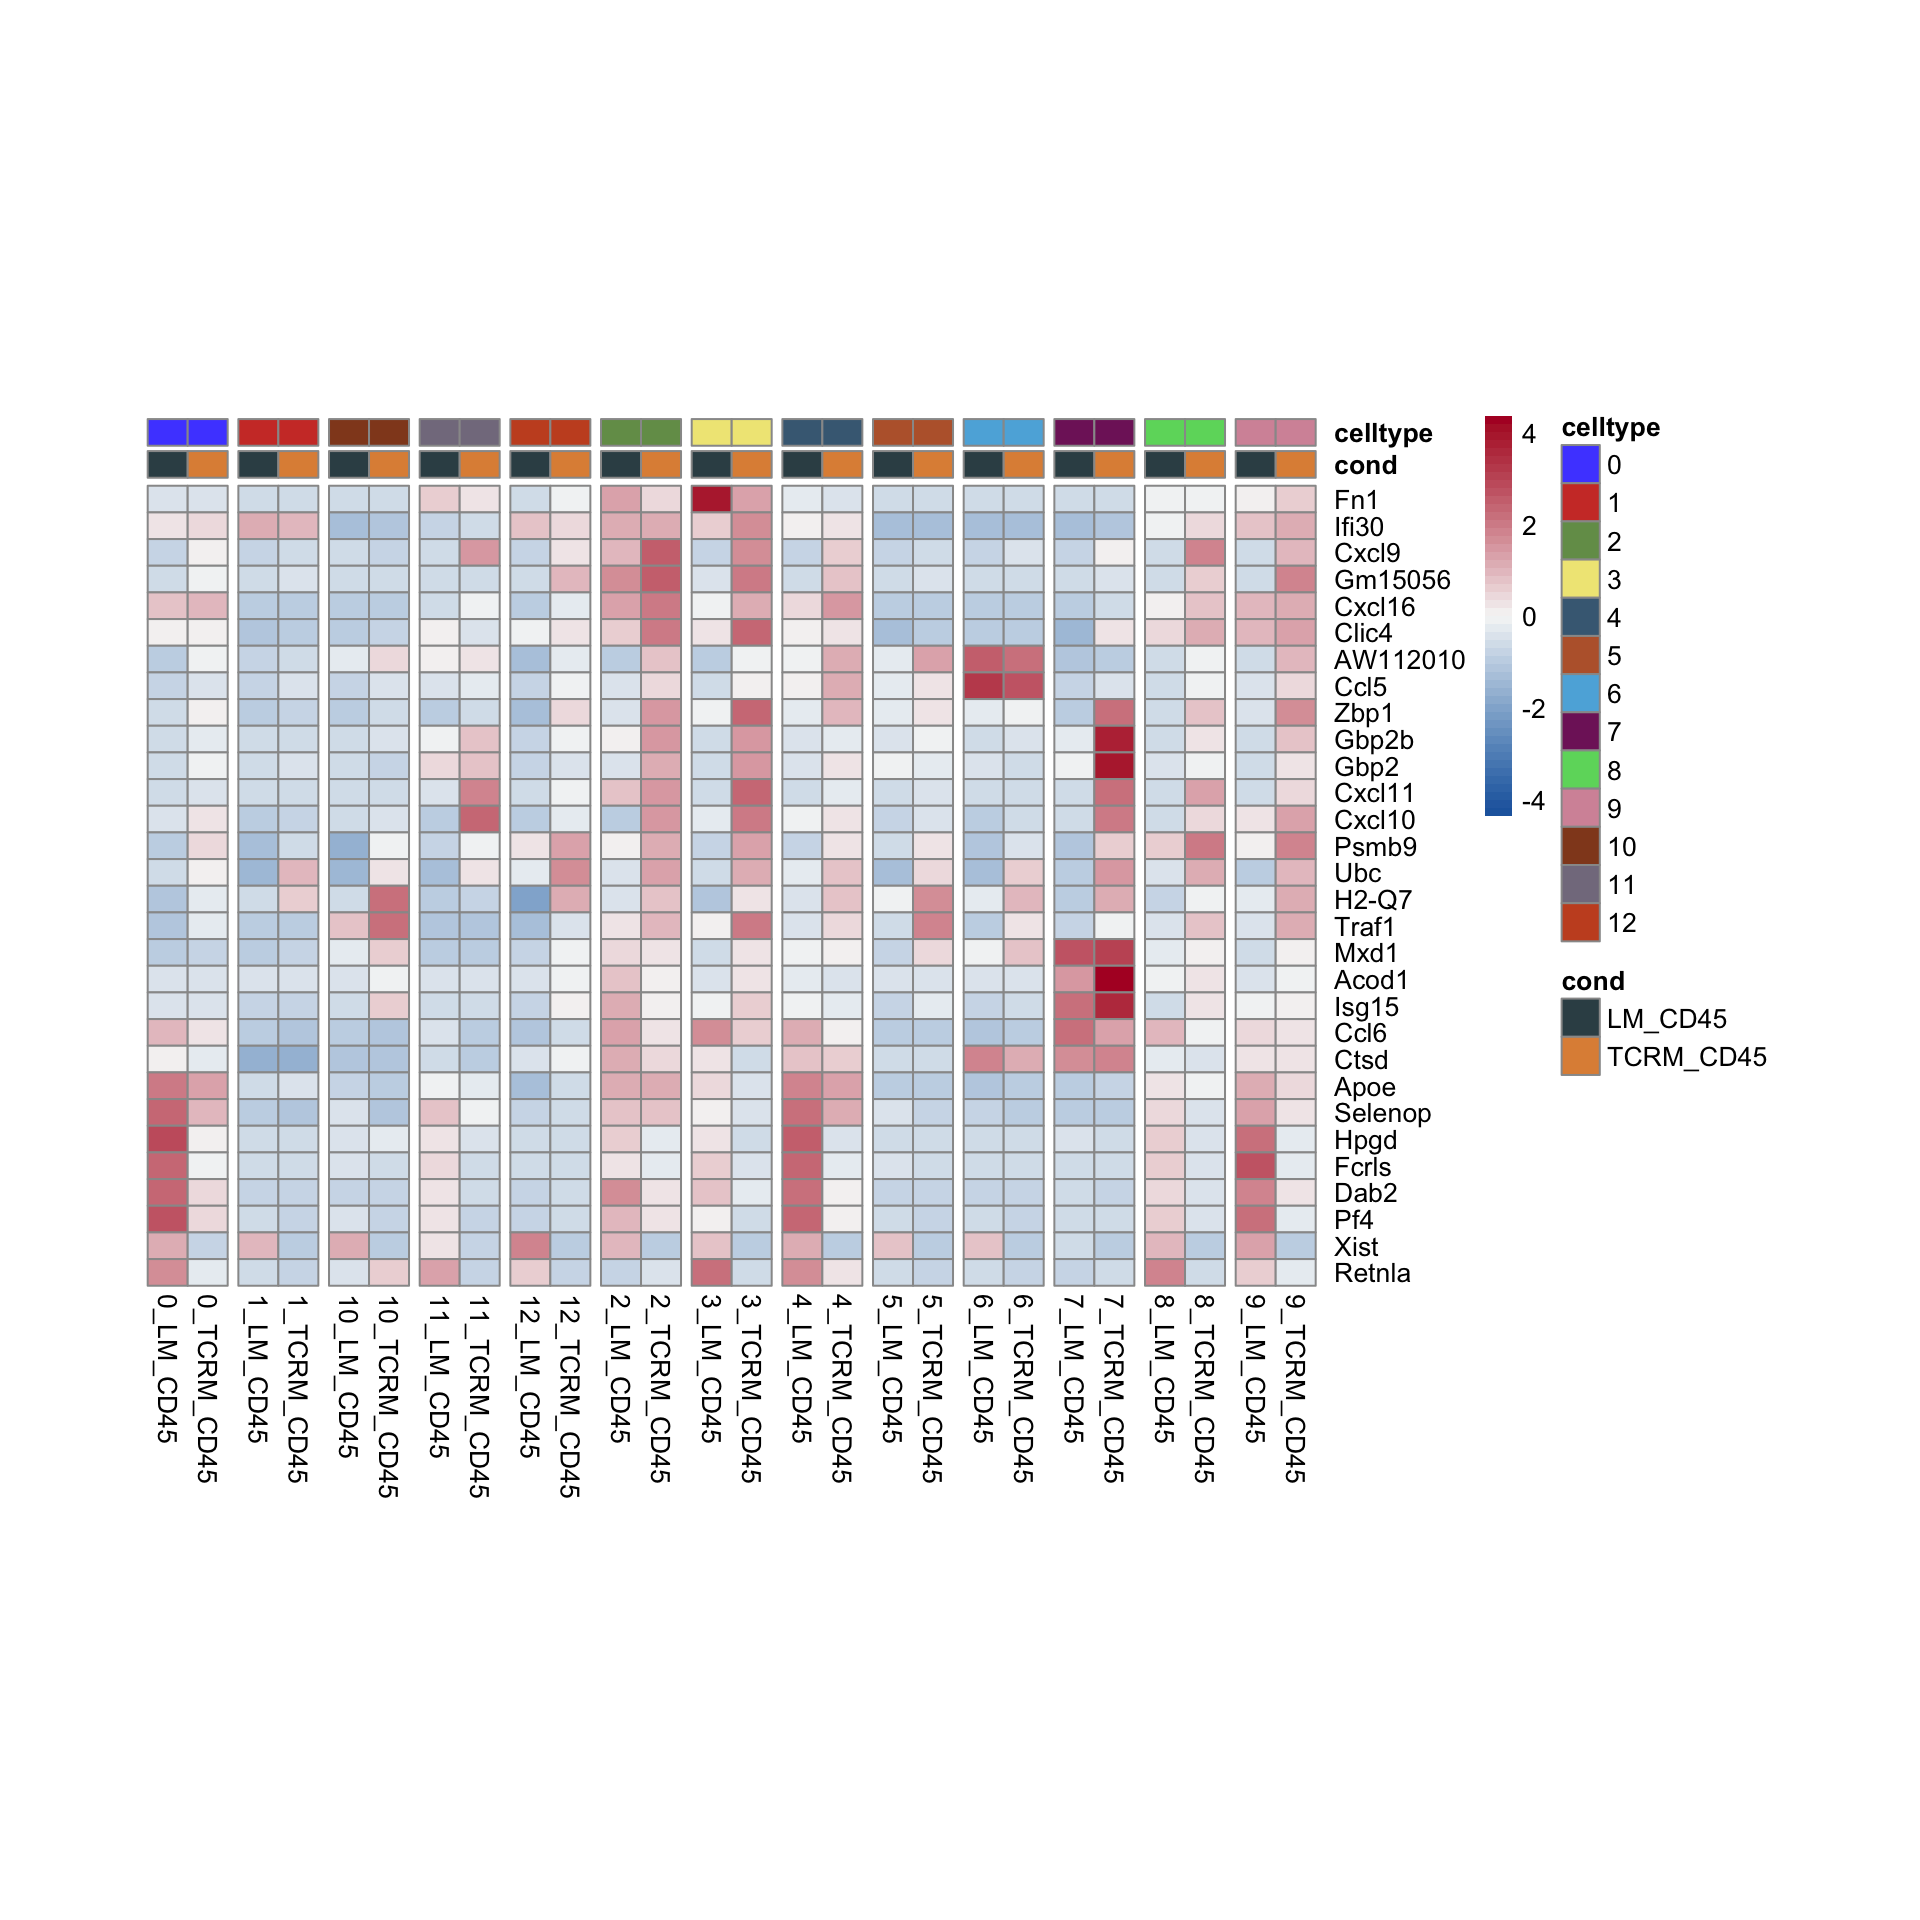 celltype
cond
Fn1
Ifi30
Cxcl9
Gm15056
Cxcl16
Clic4
AW112010
Ccl5
Zbp1
Gbp2b
Gbp2
Cxcl11
Cxcl10
Psmb9
Ubc
H2-Q7
Traf1
Mxd1
Acod1
Isg15
Ccl6
Ctsd
Apoe
Selenop
Hpgd
Fcrls
Dab2
Pf4
Xist
Retnla
0_LM_CD45
0_TCRM_CD45
1_LM_CD45
1_TCRM_CD45
10_LM_CD45
10_TCRM_CD45
11_LM_CD45
11_TCRM_CD45
12_LM_CD45
12_TCRM_CD45
2_LM_CD45
2_TCRM_CD45
3_LM_CD45
3_TCRM_CD45
4_LM_CD45
4_TCRM_CD45
5_LM_CD45
5_TCRM_CD45
6_LM_CD45
6_TCRM_CD45
7_LM_CD45
7_TCRM_CD45
8_LM_CD45
8_TCRM_CD45
9_LM_CD45
9_TCRM_CD45
4
2
0
-2
-4
celltype
0
1
2
3
4
5
6
7
8
9
10
11
12
cond
LM_CD45
TCRM_CD45